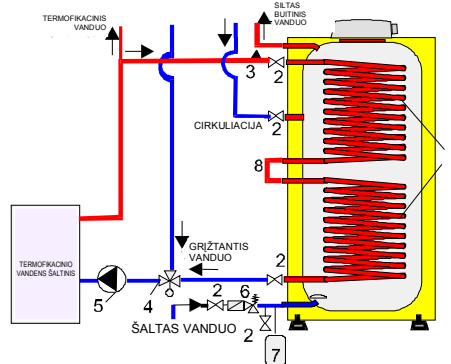 TERMOFIKACINIS
VANDUO
SILTAS
BUITINIS
VANDUO
3
2
2
CIRKULIACIJA
8
TERMOFIKACINIO
VANDENS ŠALTINIS
GRĮŽTANTIS
VANDUO
2
5
4
2
6
ŠALTAS VANDUO
2
7